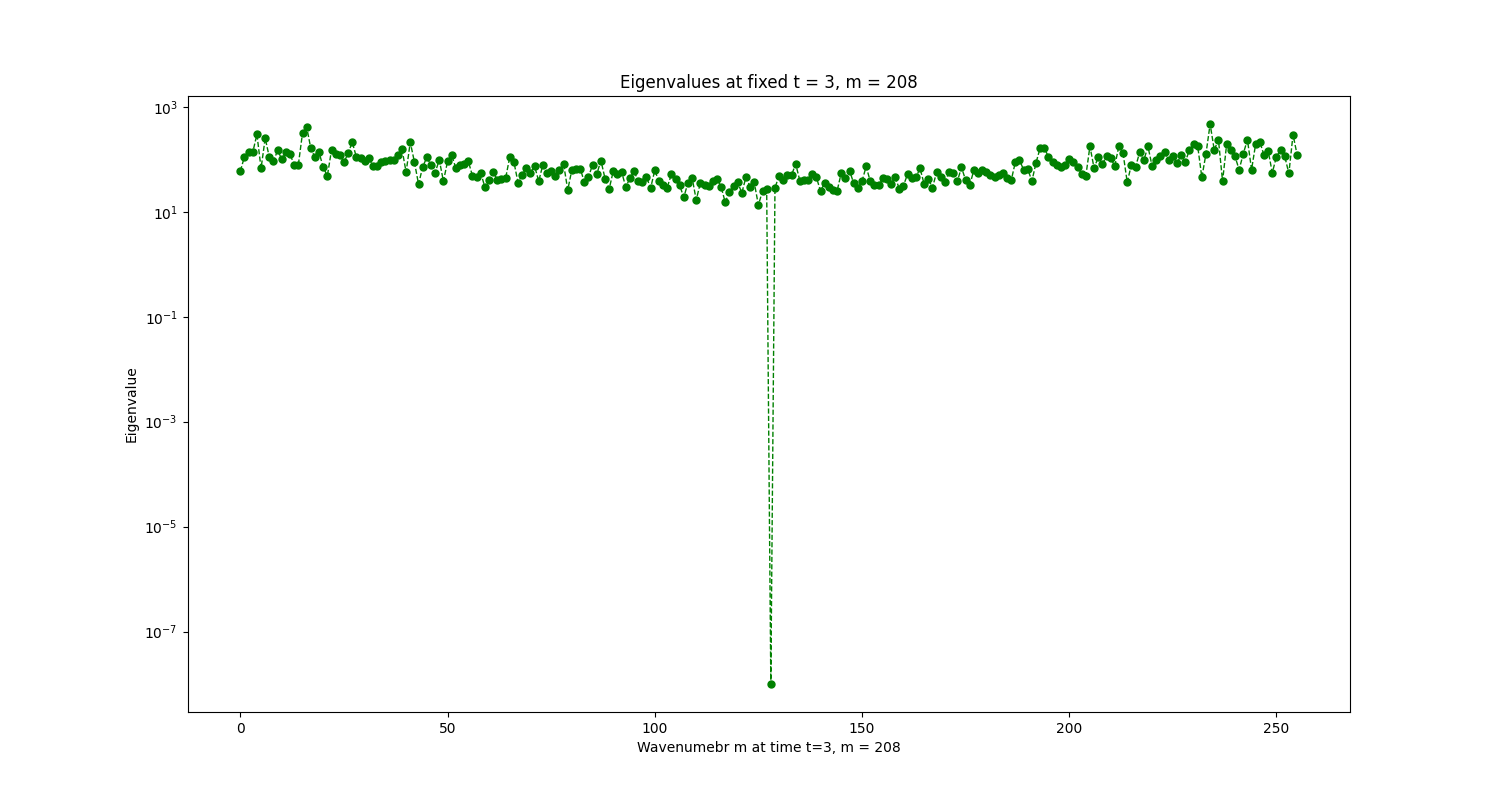 Eigenvalues at fixed t = 3, m = 208
10³
10¹
10⁻¹
10⁻³
10⁻⁵
10⁻⁷
Eigenvalue
0 50 100 150 200 250
Wavenumebr m at time t=3, m = 208